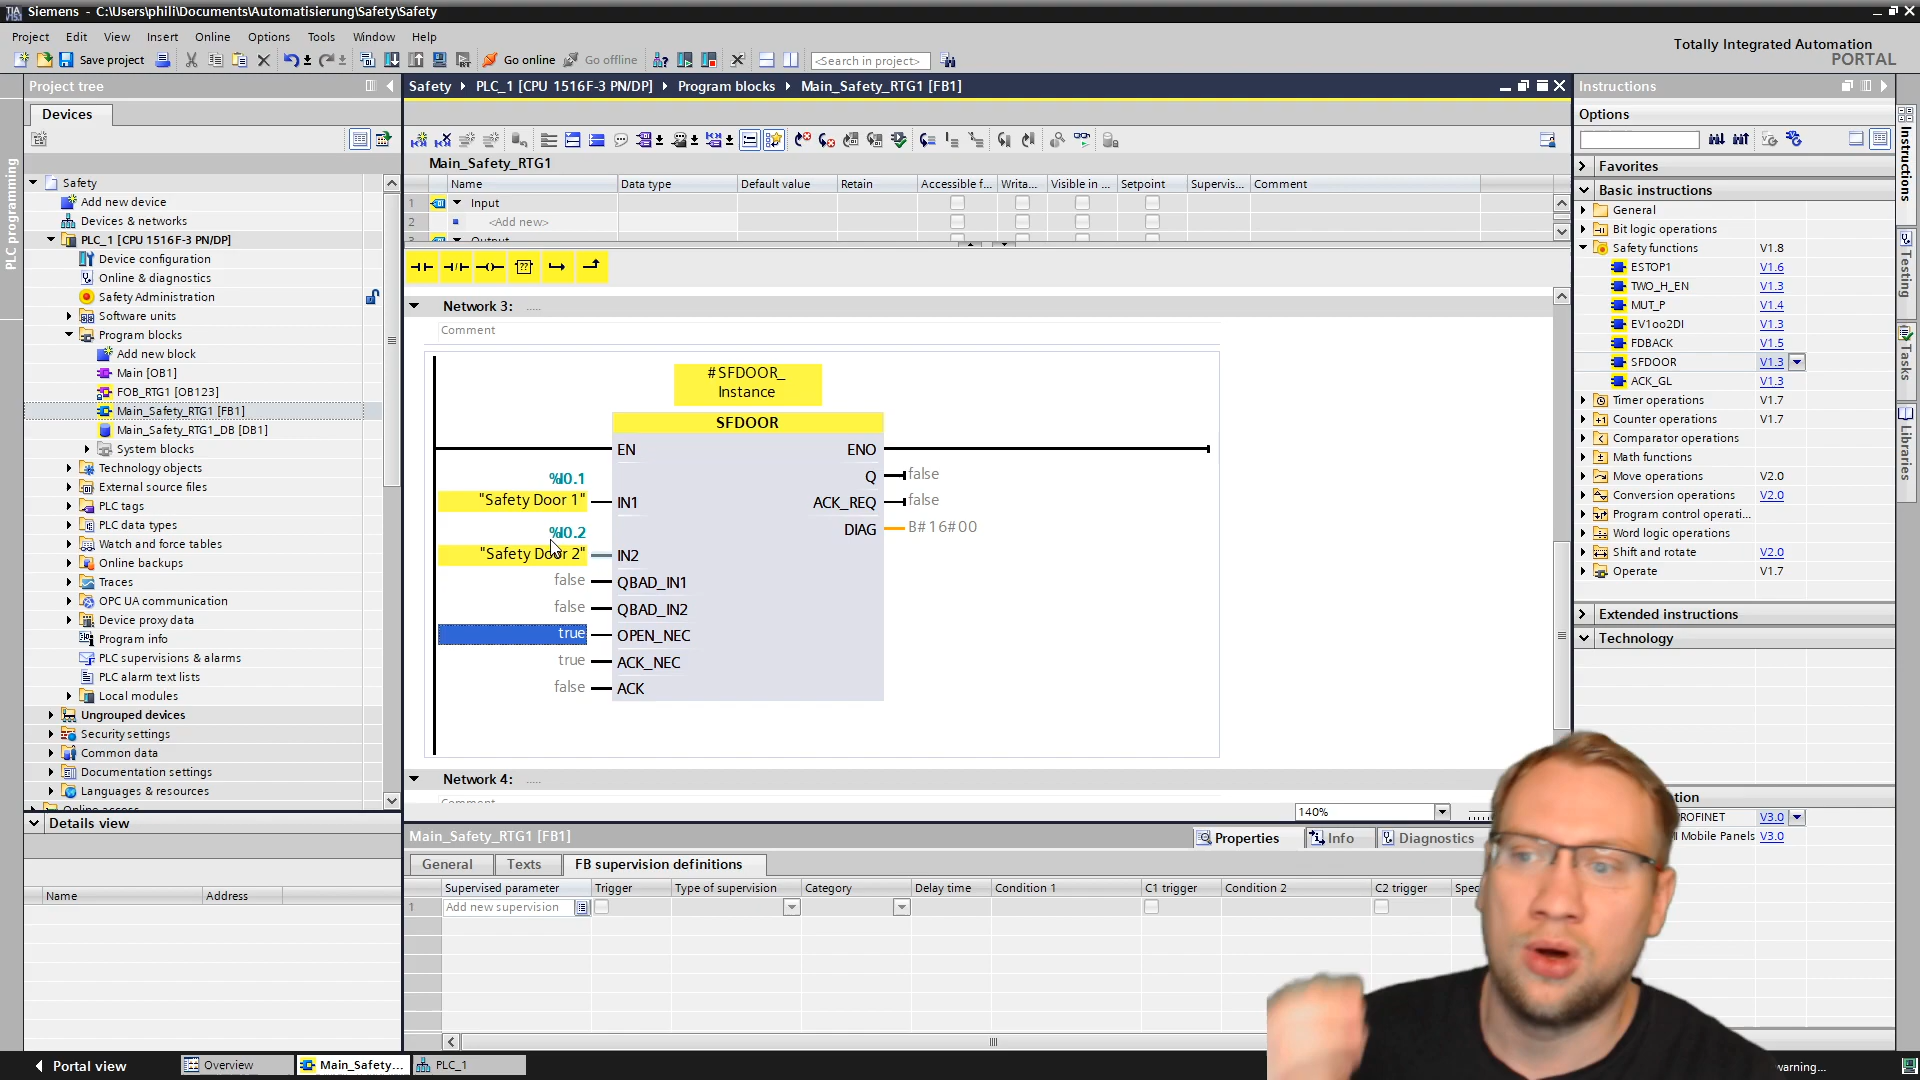 Siemens - C:\Users\phili\Documents\Automatisierung\Safety\Safety
Project Edit View Insert Online Options Tools Window Help
Totally Integrated Automation
PORTAL
Save project
Go online
Go offline
<Search in project>
Project tree
Safety PLC_1 [CPU 1516F-3 PN/DP] Program blocks Main_Safety_RTG1 [FB1]
Instructions
Devices
Options
PLC programming
Safety
Add new device
Devices & networks
PLC_1 [CPU 1516F-3 PN/DP]
Device configuration
Online & diagnostics
Safety Administration
Software units
Program blocks
Add new block
Main [OB1]
FOB_RTG1 [OB123]
Main_Safety_RTG1 [FB1]
Main_Safety_RTG1_DB [DB1]
System blocks
Technology objects
External source files
PLC tags
PLC data types
Watch and force tables
Online backups
Traces
OPC UA communication
Device proxy data
Program info
PLC supervisions & alarms
PLC alarm text lists
Local modules
Ungrouped devices
Security settings
Common data
Documentation settings
Languages & resources
Online access
Details view
Name Address
Main_Safety_RTG1
Name Data type Default value Retain Accessible f... Writa... Visible in ... Setpoint Supervis... Comment
1 Input
2 <Add new>
3 Output
Network 3: .....
Comment
#SFDOOR_
Instance
SFDOOR
EN ENO
%I0.1 Q false
"Safety Door 1" IN1 ACK_REQ false
%I0.2 DIAG B#16#00
"Safety Door 2" IN2
false QBAD_IN1
false QBAD_IN2
true OPEN_NEC
true ACK_NEC
false ACK
Network 4: .....
Comment
140%
Main_Safety_RTG1 [FB1]
Properties Info Diagnostics
General Texts FB supervision definitions
Supervised parameter Trigger Type of supervision Category Delay time Condition 1 C1 trigger Condition 2 C2 trigger Spec
1 Add new supervision
Favorites
Basic instructions
General
Bit logic operations
Safety functions V1.8
ESTOP1 V1.6
TWO_H_EN V1.3
MUT_P V1.4
EV1oo2DI V1.3
FDBACK V1.5
SFDOOR V1.3
ACK_GL V1.3
Timer operations V1.7
Counter operations V1.7
Comparator operations
Math functions
Move operations V2.0
Conversion operations V2.0
Program control operati...
Word logic operations
Shift and rotate V2.0
Operate V1.7
Extended instructions
Technology
tion
ROFINET V3.0
I Mobile Panels V3.0
Instructions
Testing
Tasks
Libraries
Portal view
Overview
Main_Safety...
PLC_1
warning...